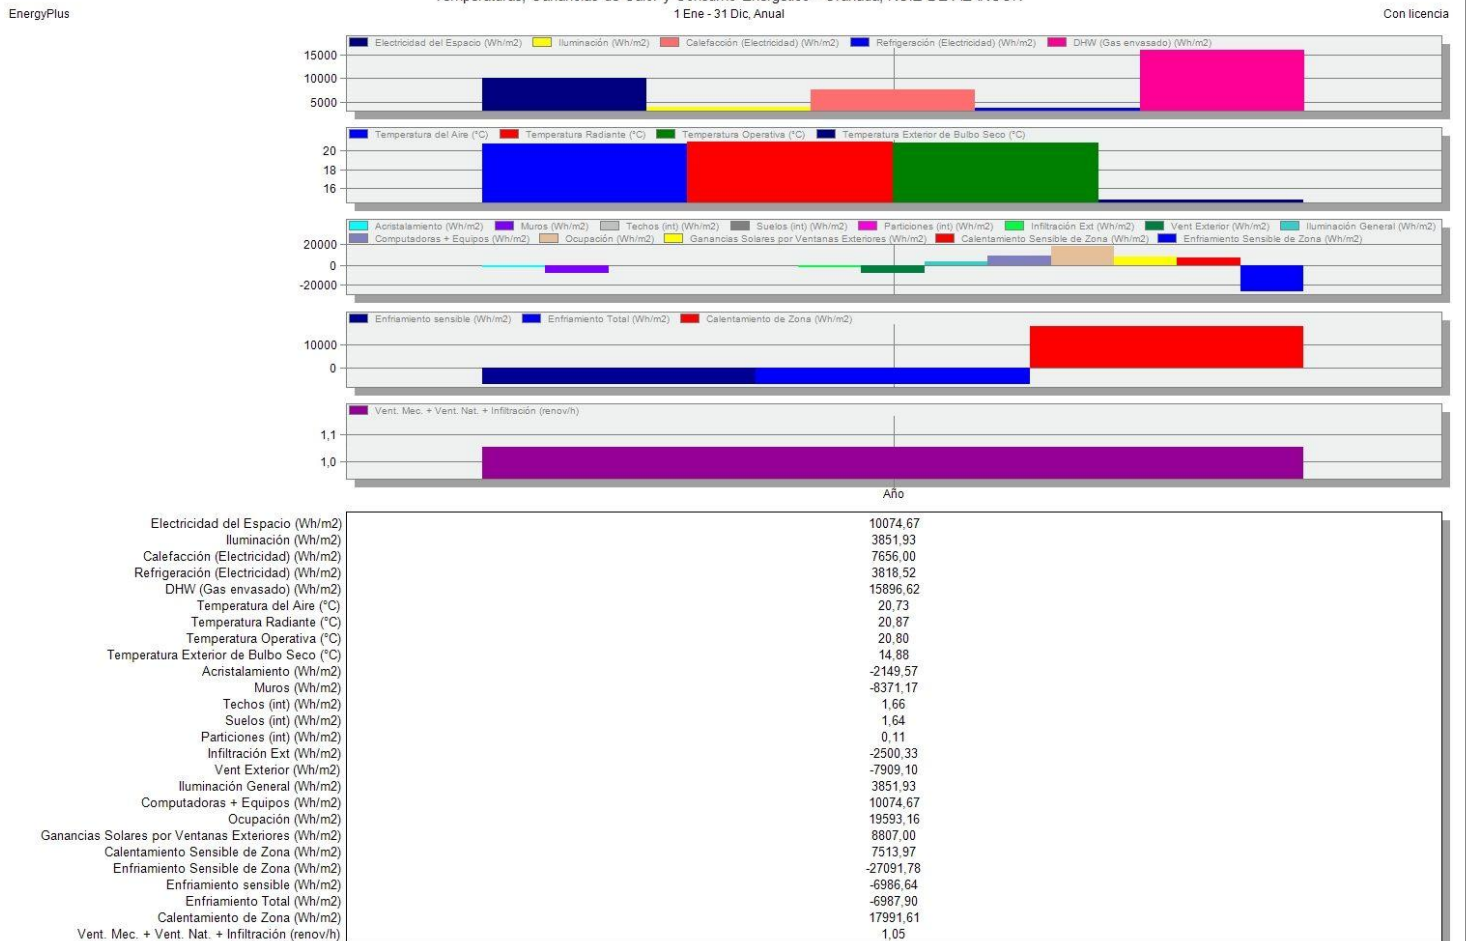 EnergyPlus
1 Ene - 31 Dic, Anual
Con licencia
Electricidad del Espacio (Wh/m2) Iluminación (Wh/m2) Calefacción (Electricidad) (Wh/m2) Refrigeración (Electricidad) (Wh/m2) DHW (Gas envasado) (Wh/m2)
15000
10000
5000
Temperatura del Aire (°C) Temperatura Radiante (°C) Temperatura Operativa (°C) Temperatura Exterior de Bulbo Seco (°C)
20
18
16
Acristalamiento (Wh/m2) Muros (Wh/m2) Techos (int) (Wh/m2) Suelos (int) (Wh/m2) Particiones (int) (Wh/m2) Infiltración Ext (Wh/m2) Vent Exterior (Wh/m2) Iluminación General (Wh/m2)
Computadoras + Equipos (Wh/m2) Ocupación (Wh/m2) Ganancias Solares por Ventanas Exteriores (Wh/m2) Calentamiento Sensible de Zona (Wh/m2) Enfriamiento Sensible de Zona (Wh/m2)
20000
0
-20000
Enfriamiento sensible (Wh/m2) Enfriamiento Total (Wh/m2) Calentamiento de Zona (Wh/m2)
10000
0
Vent. Mec. + Vent. Nat. + Infiltración (renov/h)
1,1
1,0
Año
Electricidad del Espacio (Wh/m2) 10074,67
Iluminación (Wh/m2) 3851,93
Calefacción (Electricidad) (Wh/m2) 7656,00
Refrigeración (Electricidad) (Wh/m2) 3818,52
DHW (Gas envasado) (Wh/m2) 15896,62
Temperatura del Aire (°C) 20,73
Temperatura Radiante (°C) 20,87
Temperatura Operativa (°C) 20,80
Temperatura Exterior de Bulbo Seco (°C) 14,88
Acristalamiento (Wh/m2) -2149,57
Muros (Wh/m2) -8371,17
Techos (int) (Wh/m2) 1,66
Suelos (int) (Wh/m2) 1,64
Particiones (int) (Wh/m2) 0,11
Infiltración Ext (Wh/m2) -2500,33
Vent Exterior (Wh/m2) -7909,10
Iluminación General (Wh/m2) 3851,93
Computadoras + Equipos (Wh/m2) 10074,67
Ocupación (Wh/m2) 19593,16
Ganancias Solares por Ventanas Exteriores (Wh/m2) 8807,00
Calentamiento Sensible de Zona (Wh/m2) 7513,97
Enfriamiento Sensible de Zona (Wh/m2) -27091,78
Enfriamiento sensible (Wh/m2) -6986,64
Enfriamiento Total (Wh/m2) -6987,90
Calentamiento de Zona (Wh/m2) 17991,61
Vent. Mec. + Vent. Nat. + Infiltración (renov/h) 1,05